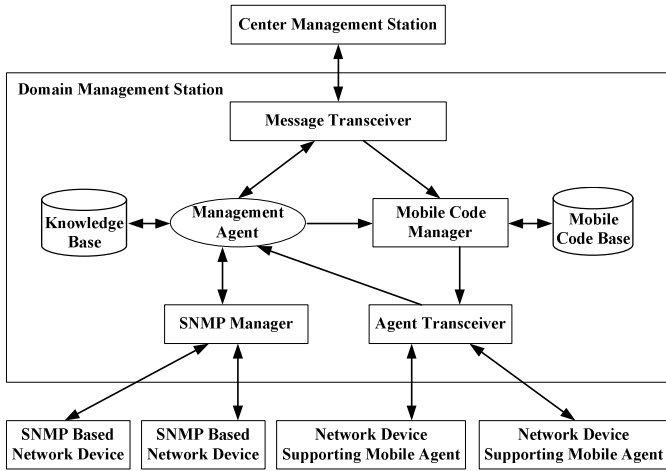 Center Management Station
Domain Management Station
Message Transceiver
Knowledge
Base
Management
Agent
Mobile Code
Manager
Mobile
Code Base
SNMP Manager
Agent Transceiver
SNMP Based
Network Device
SNMP Based
Network Device
Network Device
Supporting Mobile Agent
Network Device
Supporting Mobile Agent